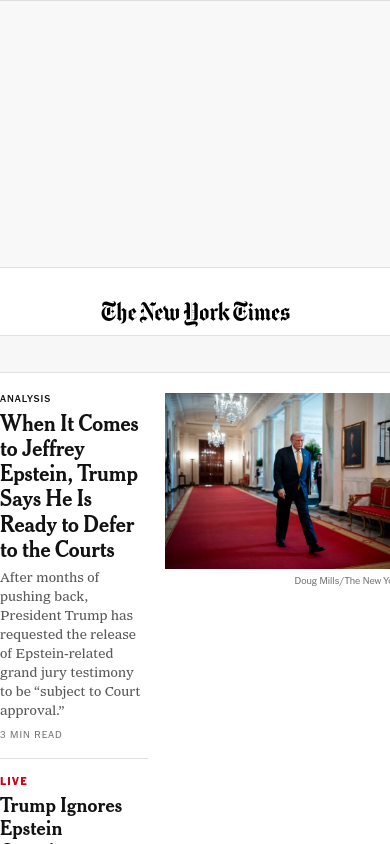 The New York Times
ANALYSIS
When It Comes
to Jeffrey
Epstein, Trump
Says He Is
Ready to Defer
to the Courts
After months of
pushing back,
President Trump has
requested the release
of Epstein-related
grand jury testimony
to be “subject to Court
approval.”
3 MIN READ
Doug Mills/The New Yo
LIVE
Trump Ignores
Epstein